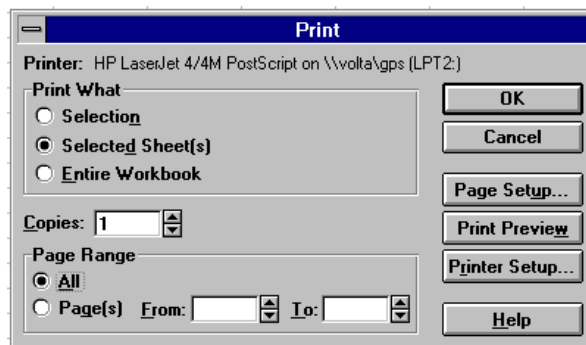 Print
Printer: HP LaserJet 4/4M PostScript on \\volta\gps (LPT2:)
Print What
Selection
Selected Sheet(s)
Entire Workbook
Copies: 1
Page Range
All
Page(s) From: To:
OK
Cancel
Page Setup...
Print Preview
Printer Setup...
Help